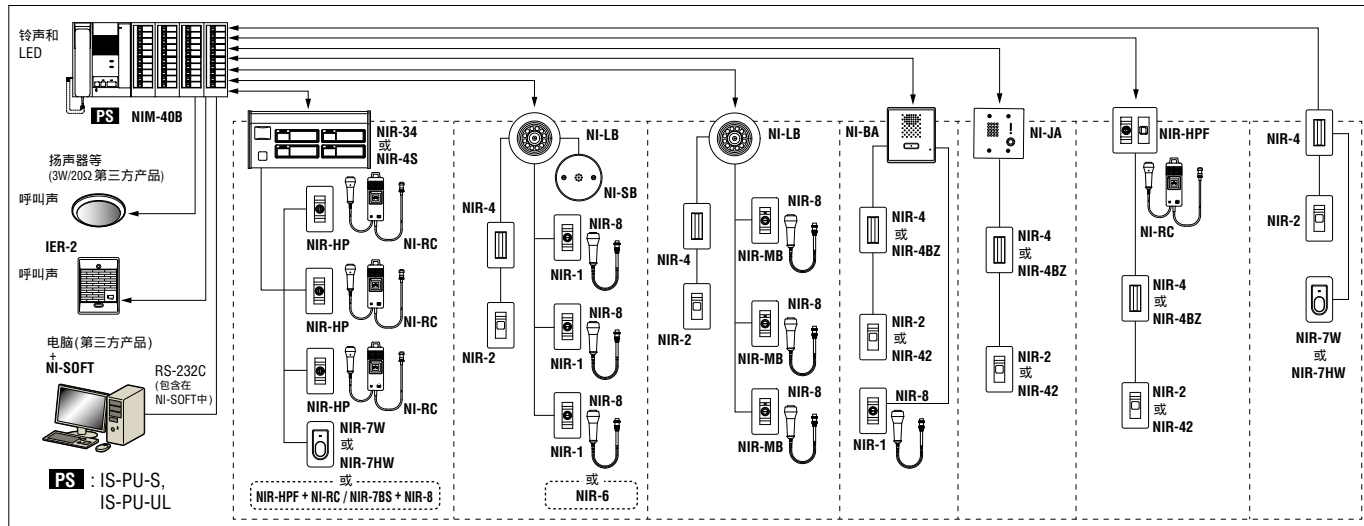 铃声和
LED
PS NIM-40B
扬声器等
(3W/20Ω 第三方产品)
呼叫声
IER-2
呼叫声
电脑(第三方产品)
+
NI-SOFT
RS-232C
(包含在
NI-SOFT中)
PS : IS-PU-S,
IS-PU-UL
NIR-34
或
NIR-4S
NIR-HP
NI-RC
NIR-HP
NI-RC
NIR-HP
NI-RC
NIR-7W
或
NIR-7HW
或
NIR-HPF + NI-RC / NIR-7BS + NIR-8
NI-LB
NI-SB
NIR-4
NIR-2
NIR-8
NIR-1
NIR-8
NIR-1
NIR-8
NIR-1
或
NIR-6
NI-LB
NIR-4
NIR-2
NIR-8
NIR-MB
NIR-8
NIR-MB
NIR-8
NIR-MB
NI-BA
NIR-4
或
NIR-4BZ
NIR-2
或
NIR-42
NIR-8
NIR-1
NI-JA
NIR-4
或
NIR-4BZ
NIR-2
或
NIR-42
NIR-HPF
NI-RC
NIR-4
或
NIR-4BZ
NIR-2
或
NIR-42
NIR-4
NIR-2
NIR-7W
或
NIR-7HW